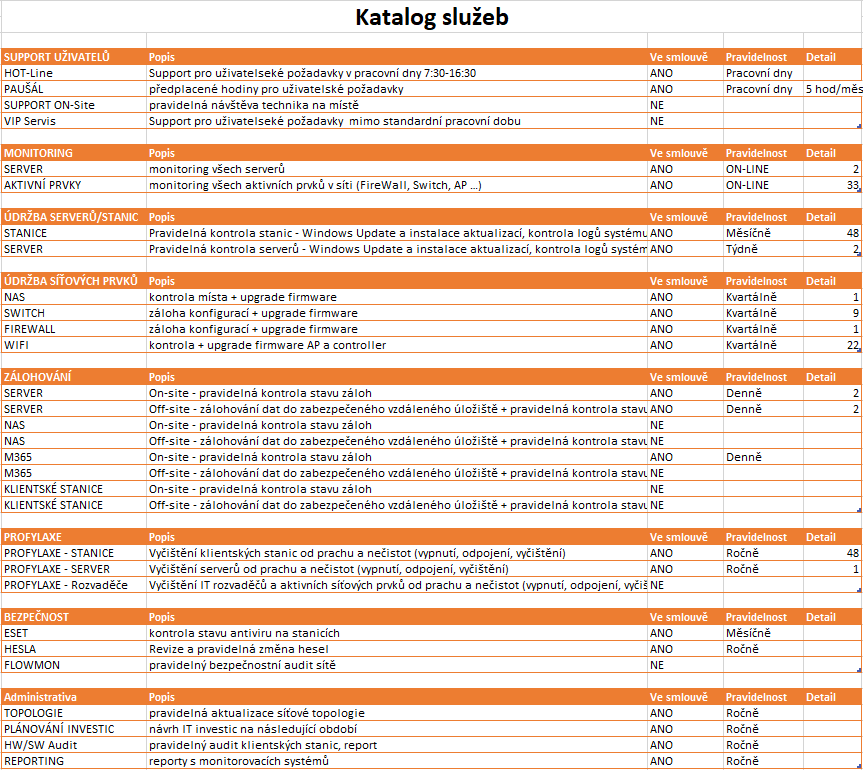 Katalog služeb
SUPPORT UŽIVATELŮ Popis Ve smlouvě Pravidelnost Detail
HOT-Line Support pro uživatelseké požadavky v pracovní dny 7:30-16:30 ANO Pracovní dny
PAUŠÁL předplacené hodiny pro uživatelské požadavky ANO Pracovní dny 5 hod/měs
SUPPORT ON-Site pravidelná návštěva technika na místě NE
VIP Servis Support pro uživatelseké požadavky mimo standardní pracovní dobu NE
MONITORING Popis Ve smlouvě Pravidelnost Detail
SERVER monitoring všech serverů ANO ON-LINE 2
AKTIVNÍ PRVKY monitoring všech aktivních prvků v síti (FireWall, Switch, AP ...) ANO ON-LINE 33
ÚDRŽBA SERVERŮ/STANIC Popis Ve smlouvě Pravidelnost Detail
STANICE Pravidelná kontrola stanic - Windows Update a instalace aktualizací, kontrola logů systému ANO Měsíčně 48
SERVER Pravidelná kontrola serverů - Windows Update a instalace aktualizací, kontrola logů systém ANO Týdně 2
ÚDRŽBA SÍŤOVÝCH PRVKŮ Popis Ve smlouvě Pravidelnost Detail
NAS kontrola místa + upgrade firmware ANO Kvartálně 1
SWITCH záloha konfigurací + upgrade firmware ANO Kvartálně 9
FIREWALL záloha konfigurací + upgrade firmware ANO Kvartálně 1
WIFI kontrola + upgrade firmware AP a controller ANO Kvartálně 22
ZÁLOHOVÁNÍ Popis Ve smlouvě Pravidelnost Detail
SERVER On-site - pravidelná kontrola stavu záloh ANO Denně 2
SERVER Off-site - zálohování dat do zabezpečeného vzdáleného úložiště + pravidelná kontrola stavu ANO Denně 2
NAS On-site - pravidelná kontrola stavu záloh NE
NAS Off-site - zálohování dat do zabezpečeného vzdáleného úložiště + pravidelná kontrola stavu NE
M365 On-site - pravidelná kontrola stavu záloh ANO Denně
M365 Off-site - zálohování dat do zabezpečeného vzdáleného úložiště + pravidelná kontrola stavu NE
KLIENTSKÉ STANICE On-site - pravidelná kontrola stavu záloh NE
KLIENTSKÉ STANICE Off-site - zálohování dat do zabezpečeného vzdáleného úložiště + pravidelná kontrola stavu NE
PROFYLAXE Popis Ve smlouvě Pravidelnost Detail
PROFYLAXE - STANICE Vyčištění klientských stanic od prachu a nečistot (vypnutí, odpojení, vyčištění) ANO Ročně 48
PROFYLAXE - SERVER Vyčištění serverů od prachu a nečistot (vypnutí, odpojení, vyčištění) ANO Ročně 1
PROFYLAXE - Rozvaděče Vyčištění IT rozvaděčů a aktivních síťových prvků od prachu a nečistot (vypnutí, odpojení, vyčiš NE
BEZPEČNOST Popis Ve smlouvě Pravidelnost Detail
ESET kontrola stavu antiviru na stanicích ANO Měsíčně
HESLA Revize a pravidelná změna hesel ANO Ročně
FLOWMON pravidelný bezpečnostní audit sítě NE
Administrativa Popis Ve smlouvě Pravidelnost Detail
TOPOLOGIE pravidelná aktualizace síťové topologie ANO Ročně
PLÁNOVÁNÍ INVESTIC návrh IT investic na následující období ANO Ročně
HW/SW Audit pravidelný audit klientských stanic, report ANO Ročně
REPORTING reporty s monitorovacích systémů ANO Ročně